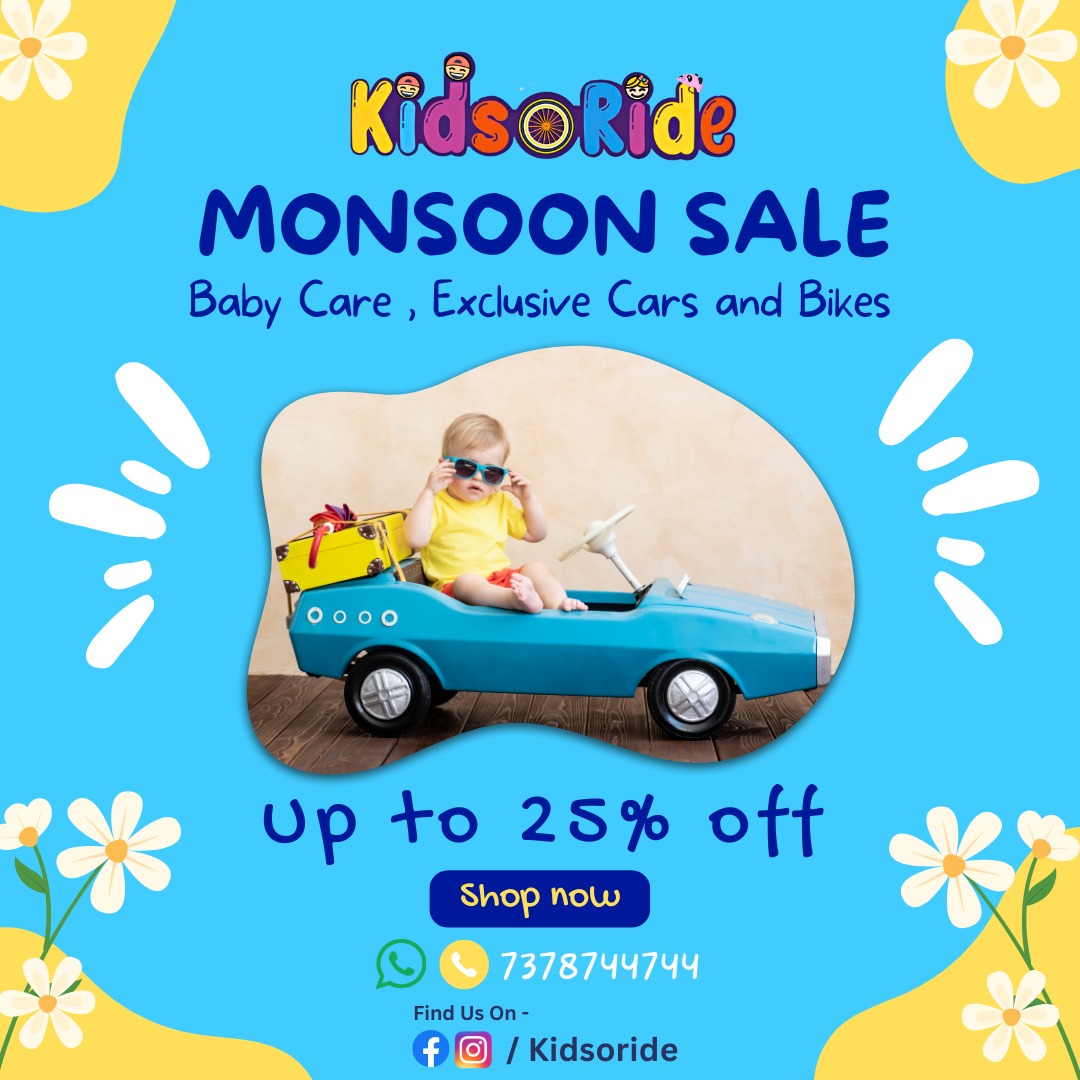 KidsoRide
MONSOON SALE
Baby Care , Exclusive Cars and Bikes
Up to 25% off
Shop now
7378744744
Find Us On -
/ Kidsoride